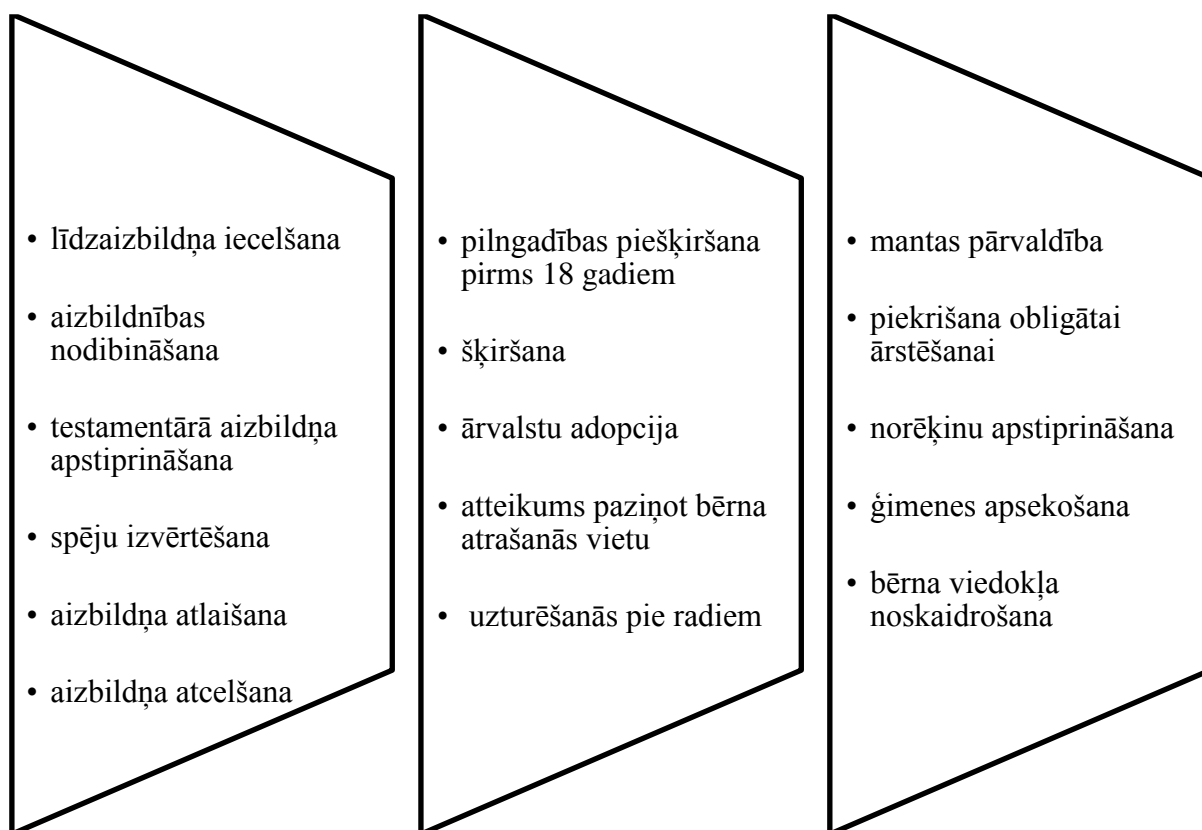 • līdzaizbildņa iecelšana
• aizbildnības
nodibināšana
• testamentārā aizbildņa
apstiprināšana
• spēju izvērtēšana
• aizbildņa atlaišana
• aizbildņa atcelšana
• pilngadības piešķiršana
pirms 18 gadiem
• šķiršana
• ārvalstu adopcija
• atteikums paziņot bērna
atrašanās vietu
• uzturēšanās pie radiem
• mantas pārvaldība
• piekrišana obligātai
ārstēšanai
• norēķinu apstiprināšana
• ģimenes apsekošana
• bērna viedokļa
noskaidrošana